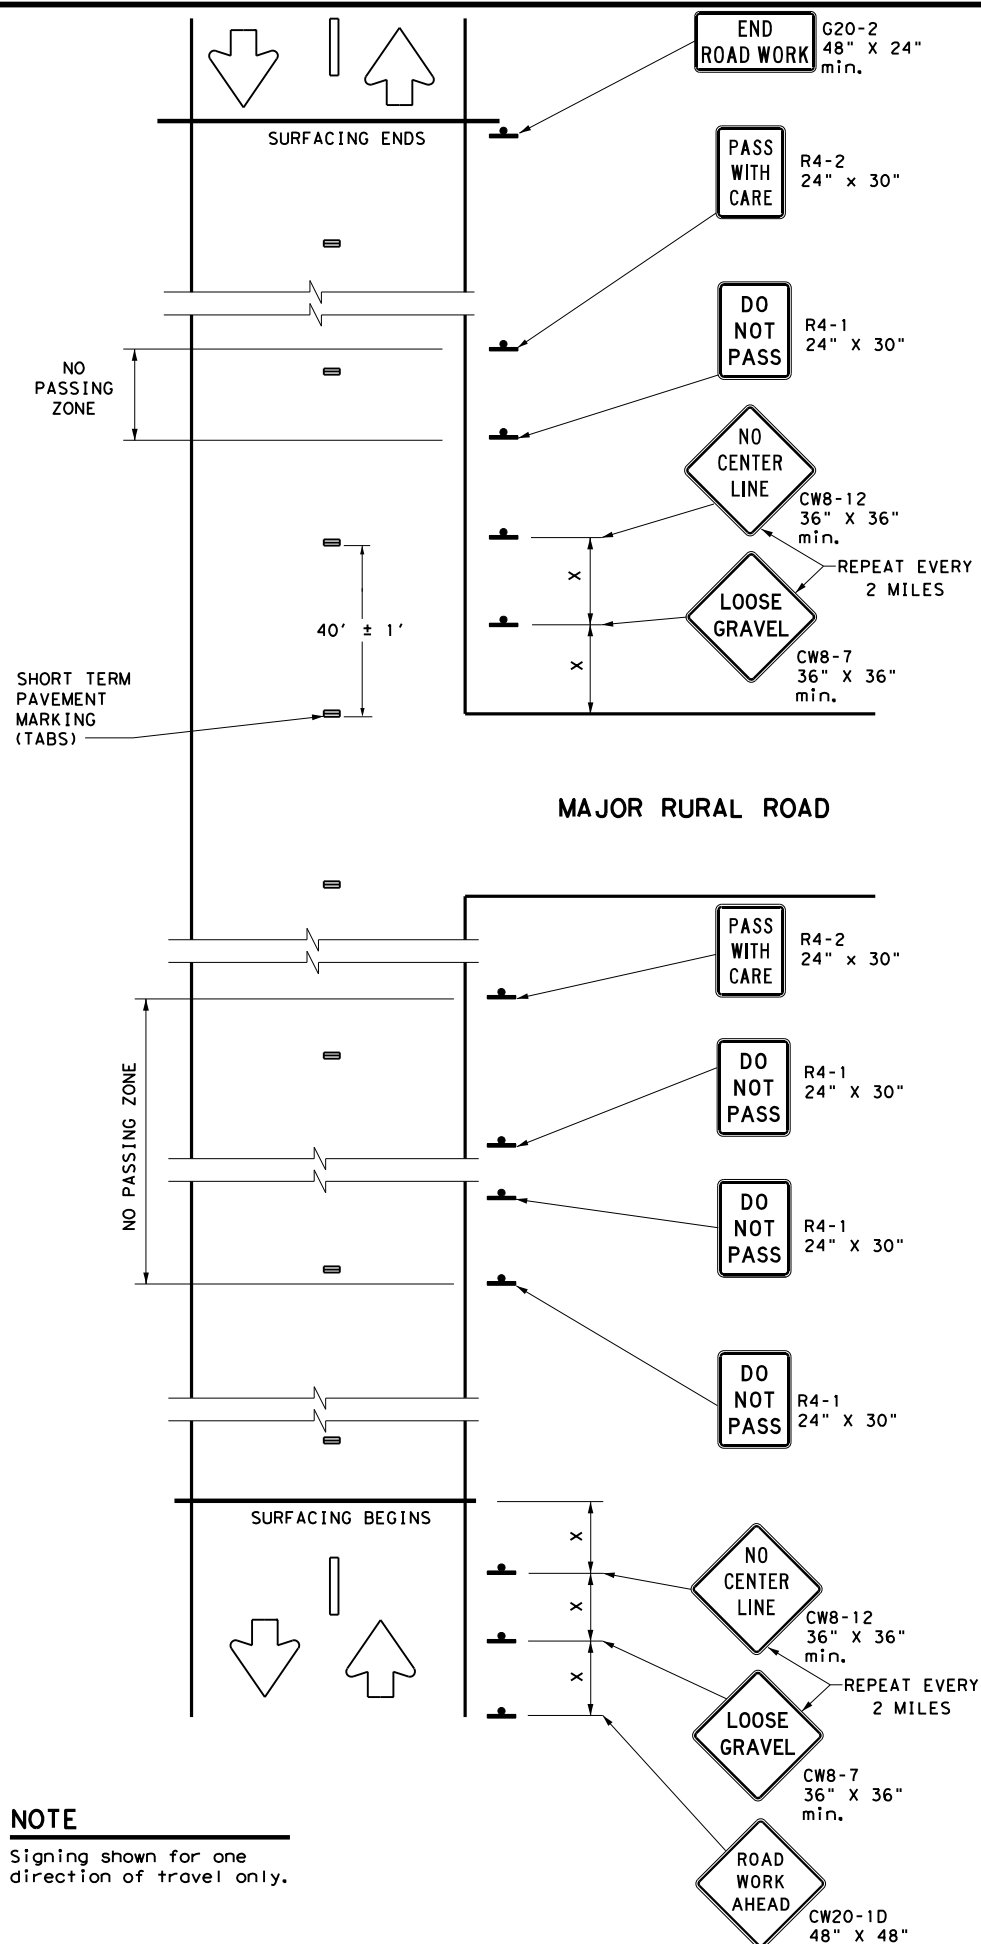 END
ROAD WORK
G20-2
48" X 24"
min.
SURFACING ENDS
PASS
WITH
CARE
R4-2
24" x 30"
DO
NOT
PASS
R4-1
24" X 30"
NO
PASSING
ZONE
NO
CENTER
LINE
CW8-12
36" X 36"
min.
REPEAT EVERY
2 MILES
X
LOOSE
GRAVEL
CW8-7
36" X 36"
min.
X
40' ± 1'
SHORT TERM
PAVEMENT
MARKING
(TABS)
MAJOR RURAL ROAD
PASS
WITH
CARE
R4-2
24" x 30"
NO PASSING ZONE
DO
NOT
PASS
R4-1
24" X 30"
DO
NOT
PASS
R4-1
24" X 30"
DO
NOT
PASS
R4-1
24" X 30"
SURFACING BEGINS
X
X
X
NO
CENTER
LINE
CW8-12
36" X 36"
min.
REPEAT EVERY
2 MILES
LOOSE
GRAVEL
CW8-7
36" X 36"
min.
ROAD
WORK
AHEAD
CW20-1D
48" X 48"
NOTE
Signing shown for one
direction of travel only.